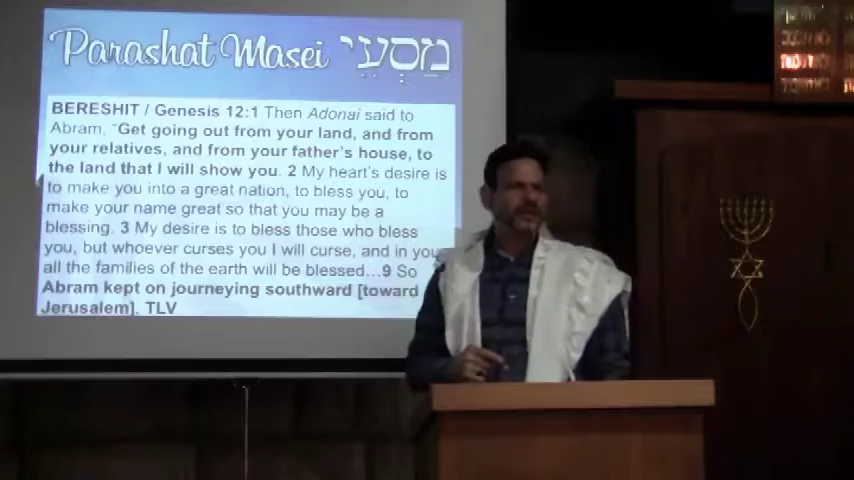 Parashat Masei מַסְעֵי
BERESHIT / Genesis 12:1 Then Adonai said to
Abram, “Get going out from your land, and from
your relatives, and from your father’s house, to
the land that I will show you. 2 My heart’s desire is
to make you into a great nation, to bless you, to
make your name great so that you may be a
blessing. 3 My desire is to bless those who bless
you, but whoever curses you I will curse, and in you
all the families of the earth will be blessed…9 So
Abram kept on journeying southward [toward
Jerusalem]. TLV